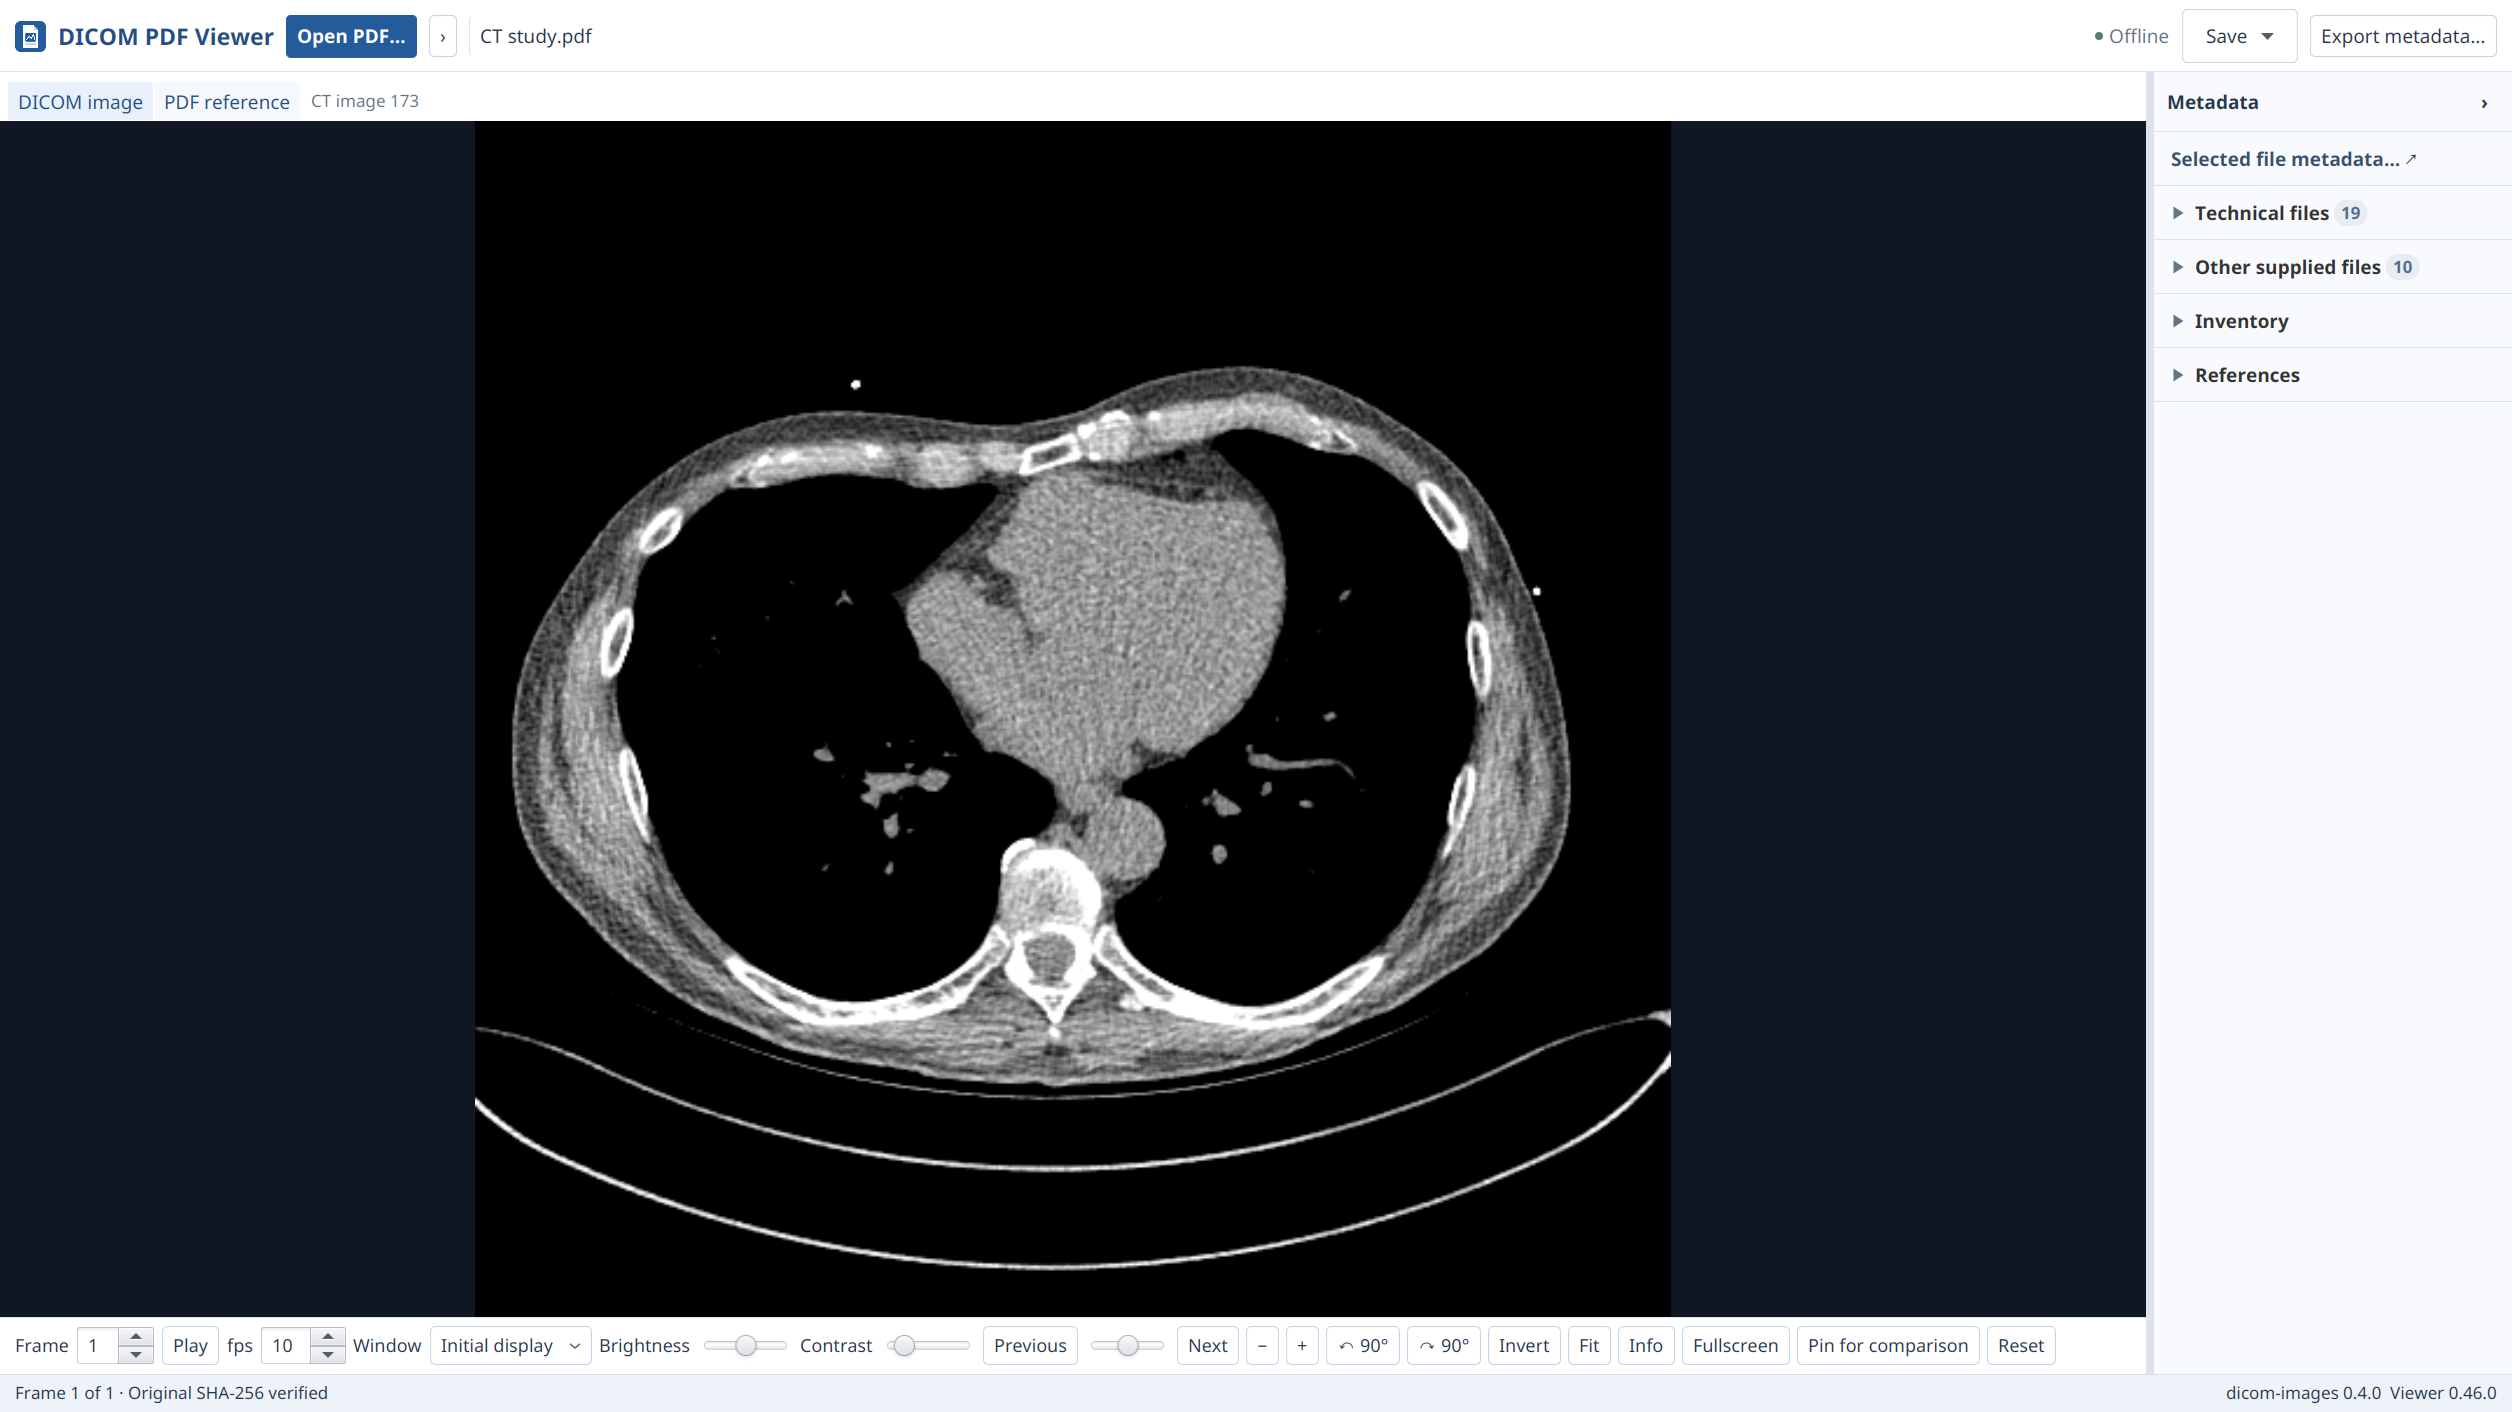 DICOM PDF Viewer
Open PDF...
›
CT study.pdf
Offline
Save
Export metadata...
DICOM image
PDF reference
CT image 173
Metadata
›
Selected file metadata... ↗
Technical files 19
Other supplied files 10
Inventory
References
Frame 1 Play fps 10 Window Initial display Brightness Contrast Previous Next − + ↶ 90° ↷ 90° Invert Fit Info Fullscreen Pin for comparison Reset
Frame 1 of 1 · Original SHA-256 verified
dicom-images 0.4.0 Viewer 0.46.0